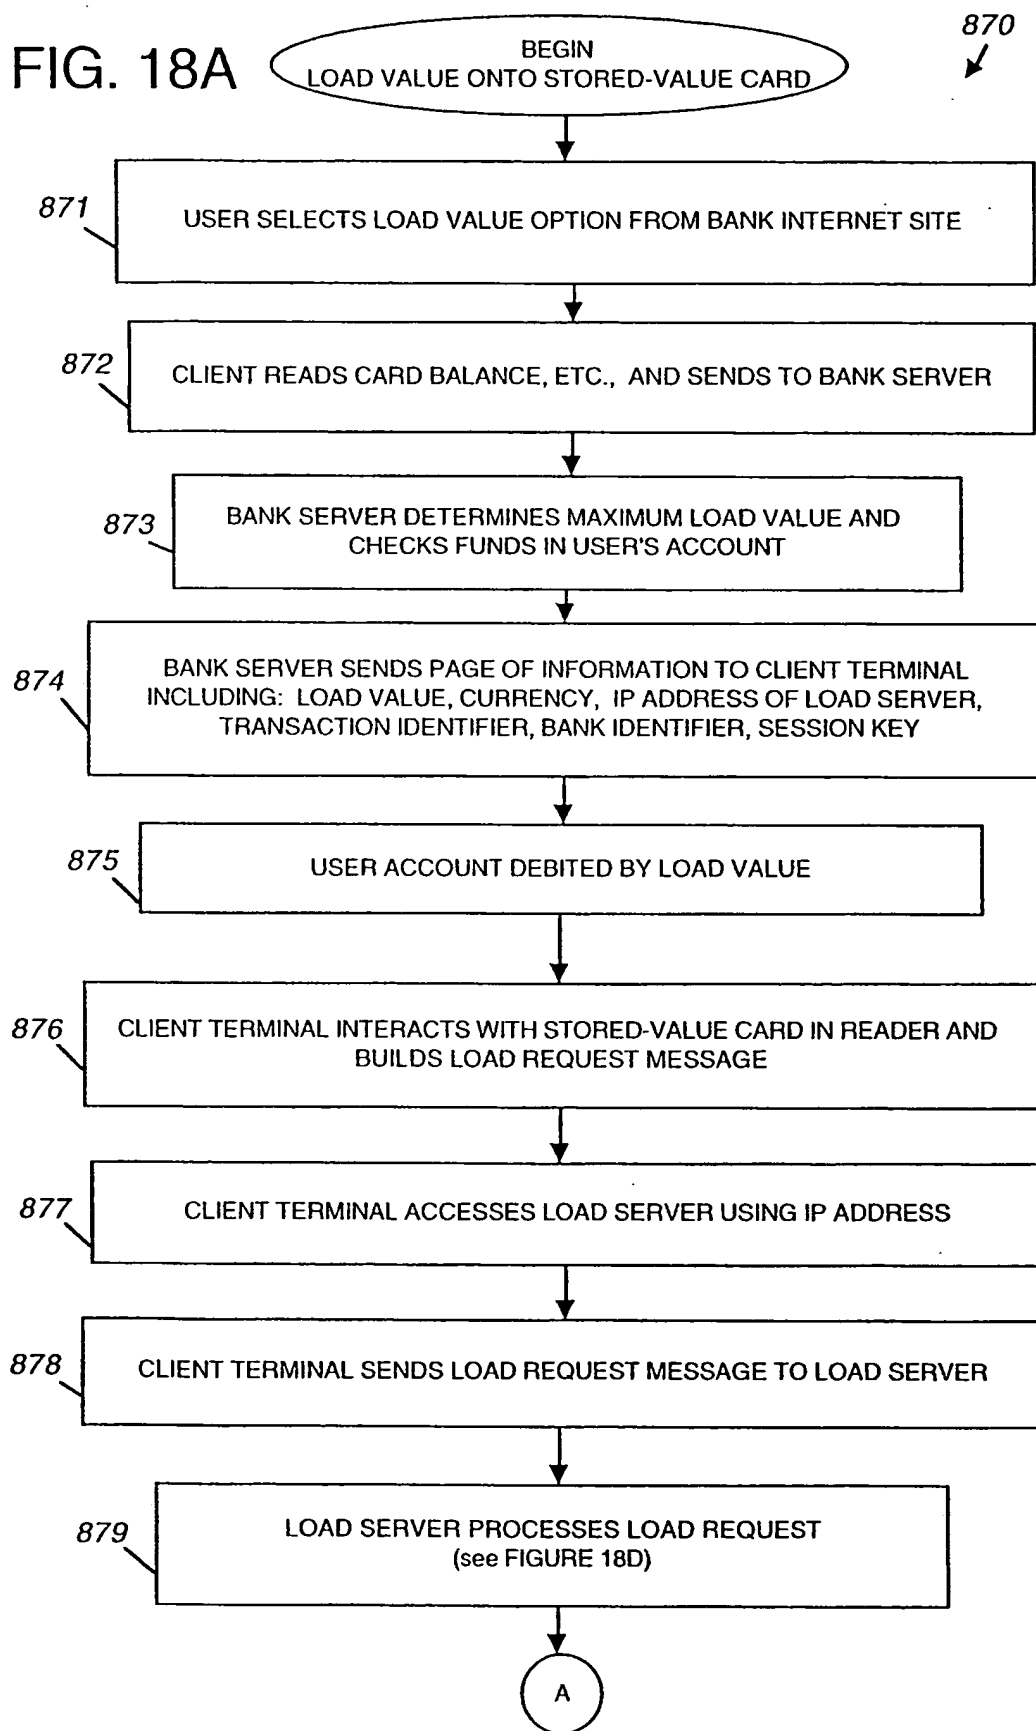 FIG. 18A
870
BEGIN
LOAD VALUE ONTO STORED-VALUE CARD
871
USER SELECTS LOAD VALUE OPTION FROM BANK INTERNET SITE
872
CLIENT READS CARD BALANCE, ETC., AND SENDS TO BANK SERVER
873
BANK SERVER DETERMINES MAXIMUM LOAD VALUE AND
CHECKS FUNDS IN USER'S ACCOUNT
874
BANK SERVER SENDS PAGE OF INFORMATION TO CLIENT TERMINAL
INCLUDING: LOAD VALUE, CURRENCY, IP ADDRESS OF LOAD SERVER,
TRANSACTION IDENTIFIER, BANK IDENTIFIER, SESSION KEY
875
USER ACCOUNT DEBITED BY LOAD VALUE
876
CLIENT TERMINAL INTERACTS WITH STORED-VALUE CARD IN READER AND
BUILDS LOAD REQUEST MESSAGE
877
CLIENT TERMINAL ACCESSES LOAD SERVER USING IP ADDRESS
878
CLIENT TERMINAL SENDS LOAD REQUEST MESSAGE TO LOAD SERVER
879
LOAD SERVER PROCESSES LOAD REQUEST
(see FIGURE 18D)
A